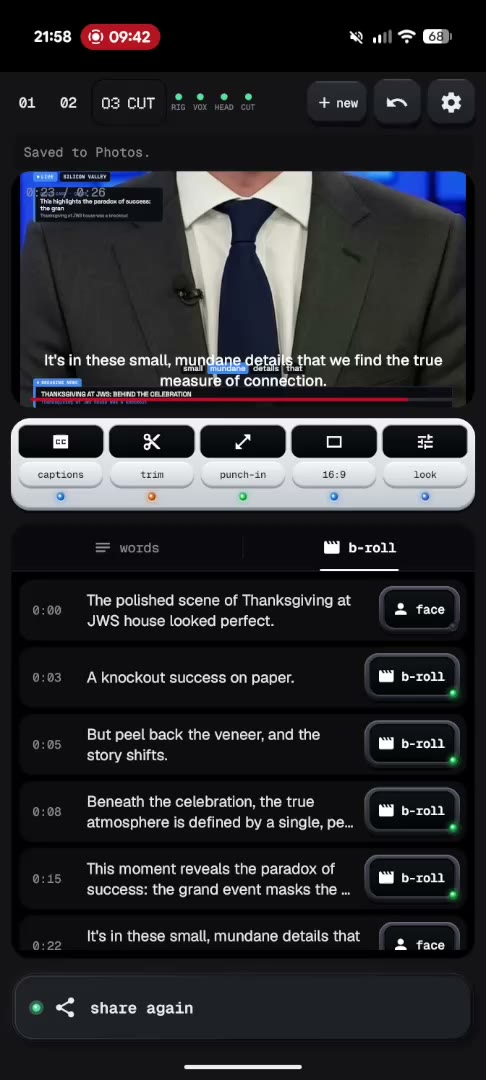 21:58
09:42
68
01
02
03 CUT
RIG
VOX
HEAD
CUT
+ new
Saved to Photos.
LIVE
SILICON VALLEY
0:23 / 0:26
This highlights the paradox of success:
the gran
Thanksgiving at JWS house was a knockout
It's in these small, mundane details that we find the true
measure of connection.
small mundane details that
BREAKING NEWS
THANKSGIVING AT JWS: BEHIND THE CELEBRATION
CC
captions
trim
punch-in
16:9
look
words
b-roll
0:00
The polished scene of Thanksgiving at
JWS house looked perfect.
face
0:03
A knockout success on paper.
b-roll
0:05
But peel back the veneer, and the
story shifts.
b-roll
0:08
Beneath the celebration, the true
atmosphere is defined by a single, pe...
b-roll
0:15
This moment reveals the paradox of
success: the grand event masks the ...
b-roll
0:22
It's in these small, mundane details that
face
share again